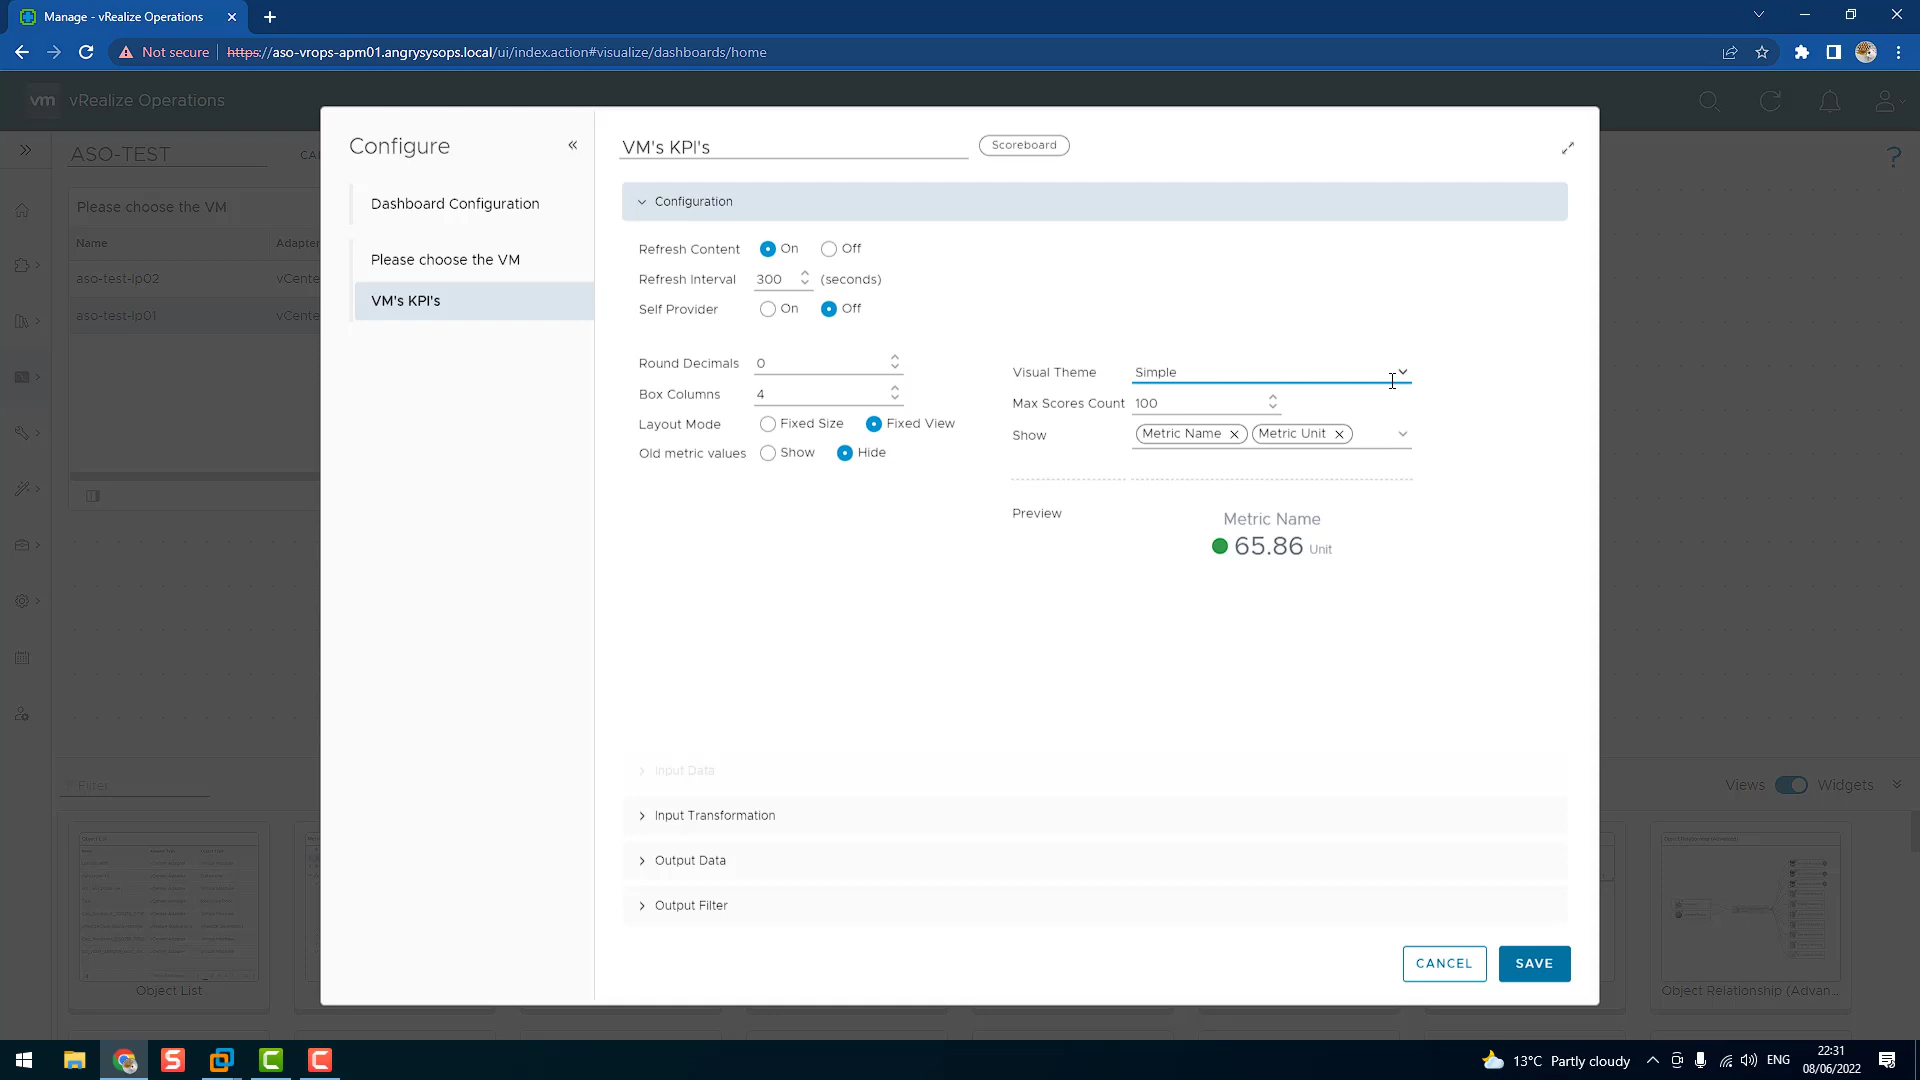 Manage - vRealize Operations
Not secure https://aso-vrops-apm01.angrysysops.local/ui/index.action#visualize/dashboards/home
vm vRealize Operations
ASO-TEST
Please choose the VM
Name
aso-test-lp02
aso-test-lp01
Configure
Dashboard Configuration
Please choose the VM
VM's KPI's
VM's KPI's Scoreboard
Configuration
Refresh Content On Off
Refresh Interval 300 (seconds)
Self Provider On Off
Round Decimals 0
Box Columns 4
Layout Mode Fixed Size Fixed View
Old metric values Show Hide
Visual Theme Simple
Max Scores Count 100
Show Metric Name Metric Unit
Preview
Metric Name
65.86 Unit
Input Data
Input Transformation
Output Data
Output Filter
CANCEL SAVE
Filter
Views Widgets
Object List
Object Relationship (Advan...
13°C Partly cloudy
ENG
22:31
08/06/2022